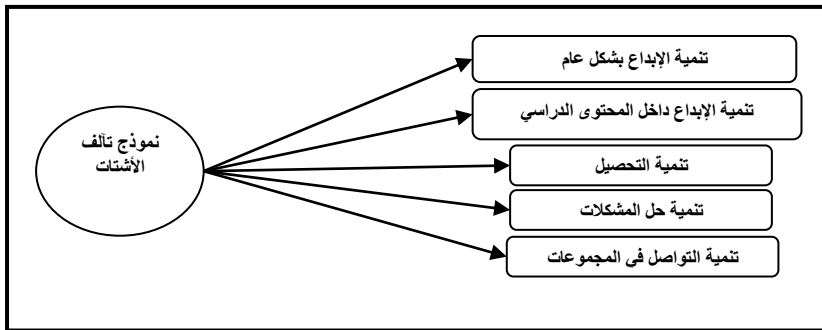 نموذج تآلف
الأشتات
تنمية الإبداع بشكل عام
تنمية الإبداع داخل المحتوى الدراسي
تنمية التحصيل
تنمية حل المشكلات
تنمية التواصل في المجموعات